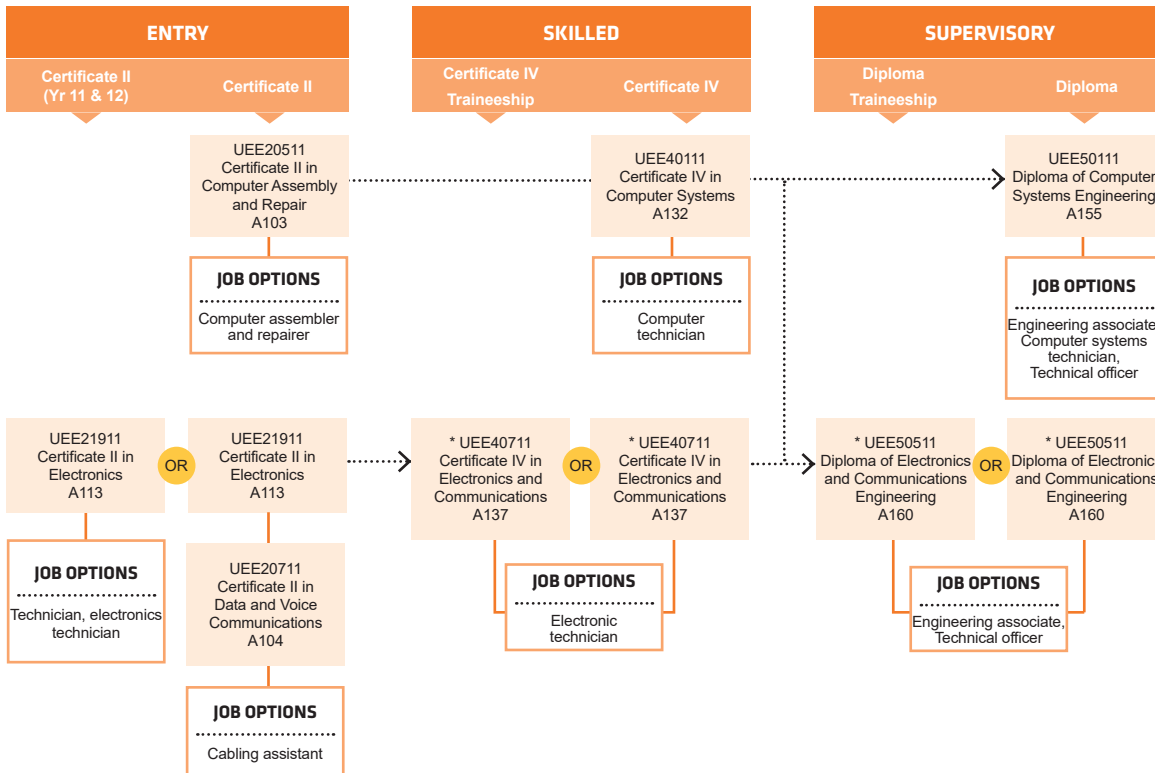 ENTRY
SKILLED
SUPERVISORY
Certificate II
(Yr 11 & 12)
Certificate II
Certificate IV
Traineeship
Certificate IV
Diploma
Traineeship
Diploma
UEE20511
Certificate II in
Computer Assembly
and Repair
A103
UEE40111
Certificate IV in
Computer Systems
A132
UEE50111
Diploma of Computer
Systems Engineering
A155
JOB OPTIONS
Computer assembler
and repairer
JOB OPTIONS
Computer
technician
JOB OPTIONS
Engineering associate
Computer systems
technician,
Technical officer
UEE21911
Certificate II in
Electronics
A113
OR
UEE21911
Certificate II in
Electronics
A113
* UEE40711
Certificate IV in
Electronics and
Communications
A137
OR
* UEE40711
Certificate IV in
Electronics and
Communications
A137
* UEE50511
Diploma of Electronics
and Communications
Engineering
A160
OR
* UEE50511
Diploma of Electronic
and Communications
Engineering
A160
JOB OPTIONS
Technician, electronics
technician
UEE20711
Certificate II in
Data and Voice
Communications
A104
JOB OPTIONS
Electronic
technician
JOB OPTIONS
Engineering associate,
Technical officer
JOB OPTIONS
Cabling assistant